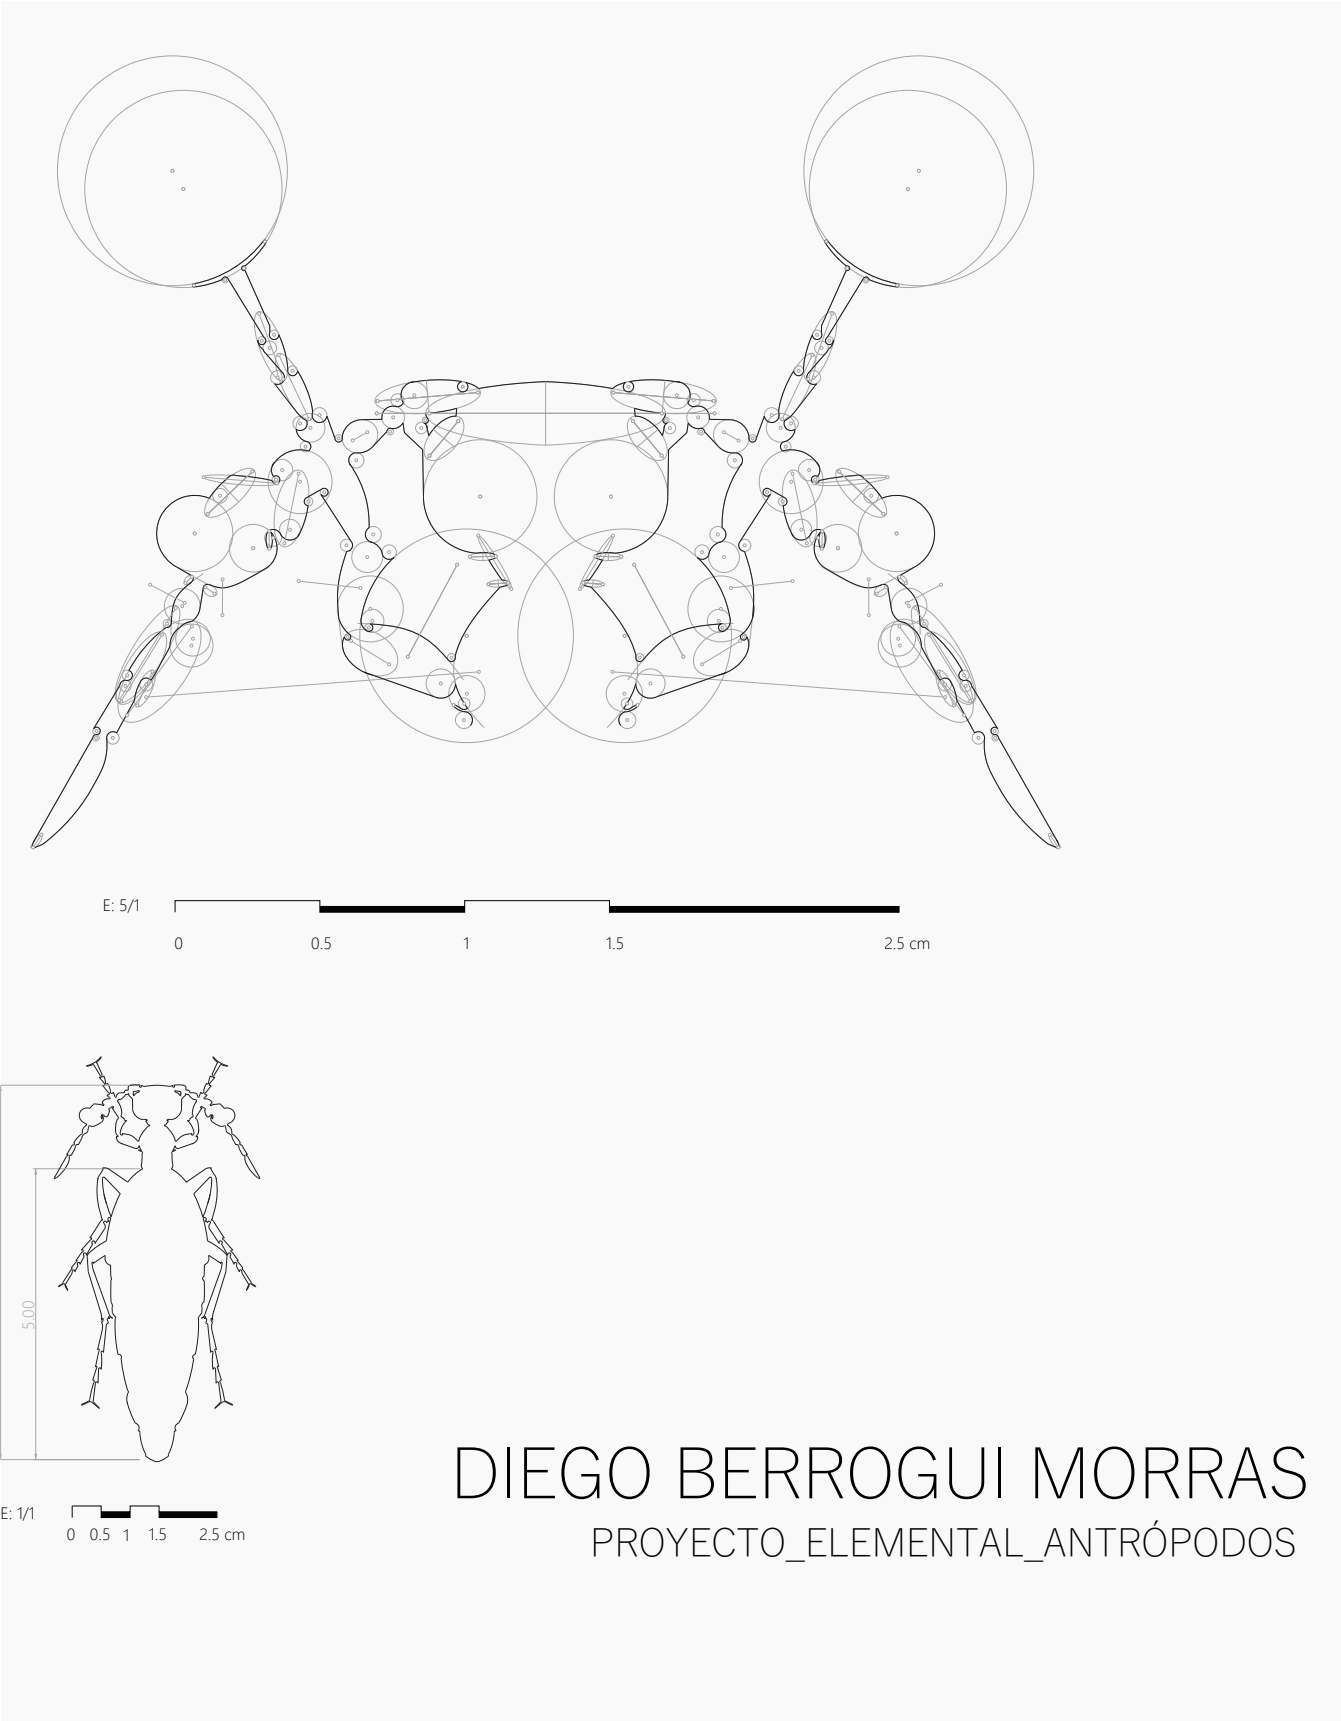 E: 5/1
0 0.5 1 1.5 2.5 cm
5.00
E: 1/1
0 0.5 1 1.5 2.5 cm
DIEGO BERROGUI MORRAS
PROYECTO_ELEMENTAL_ANTRÓPODOS